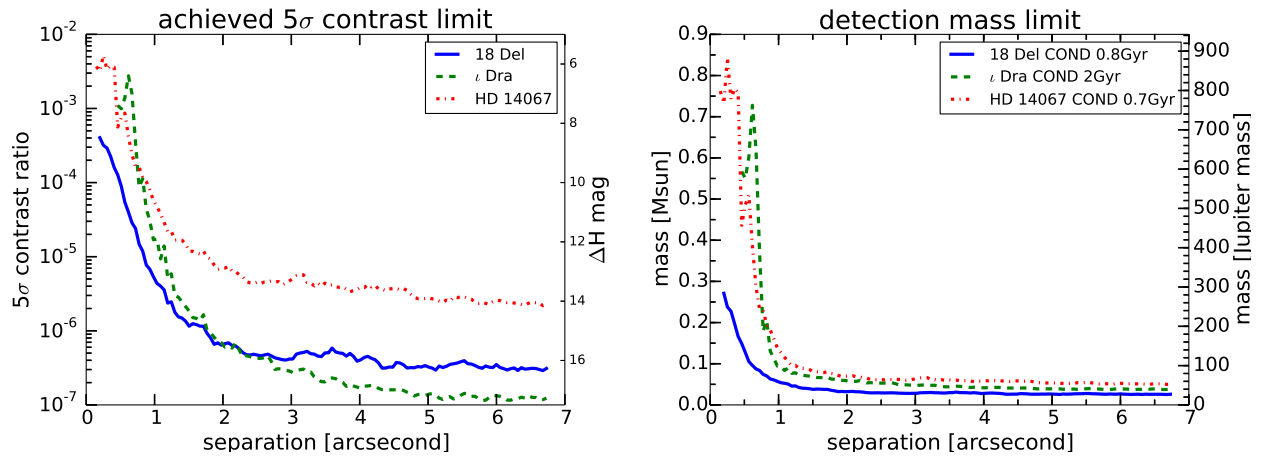 achieved 5σ contrast limit
18 Del
ι Dra
HD 14067
10⁻²
10⁻³
10⁻⁴
10⁻⁵
10⁻⁶
10⁻⁷
5σ contrast ratio
6
8
10
12
14
16
ΔH mag
0 1 2 3 4 5 6 7
separation [arcsecond]
detection mass limit
18 Del COND 0.8Gyr
ι Dra COND 2Gyr
HD 14067 COND 0.7Gyr
0.9
0.8
0.7
0.6
0.5
0.4
0.3
0.2
0.1
0.0
mass [Msun]
900
800
700
600
500
400
300
200
100
0
mass [Jupiter mass]
0 1 2 3 4 5 6 7
separation [arcsecond]